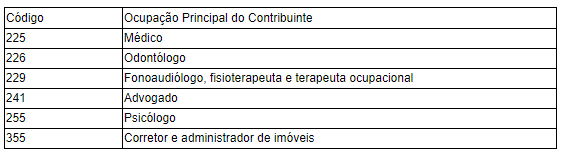 Código Ocupação Principal do Contribuinte
225 Médico
226 Odontólogo
229 Fonoaudiólogo, fisioterapeuta e terapeuta ocupacional
241 Advogado
255 Psicólogo
355 Corretor e administrador de imóveis